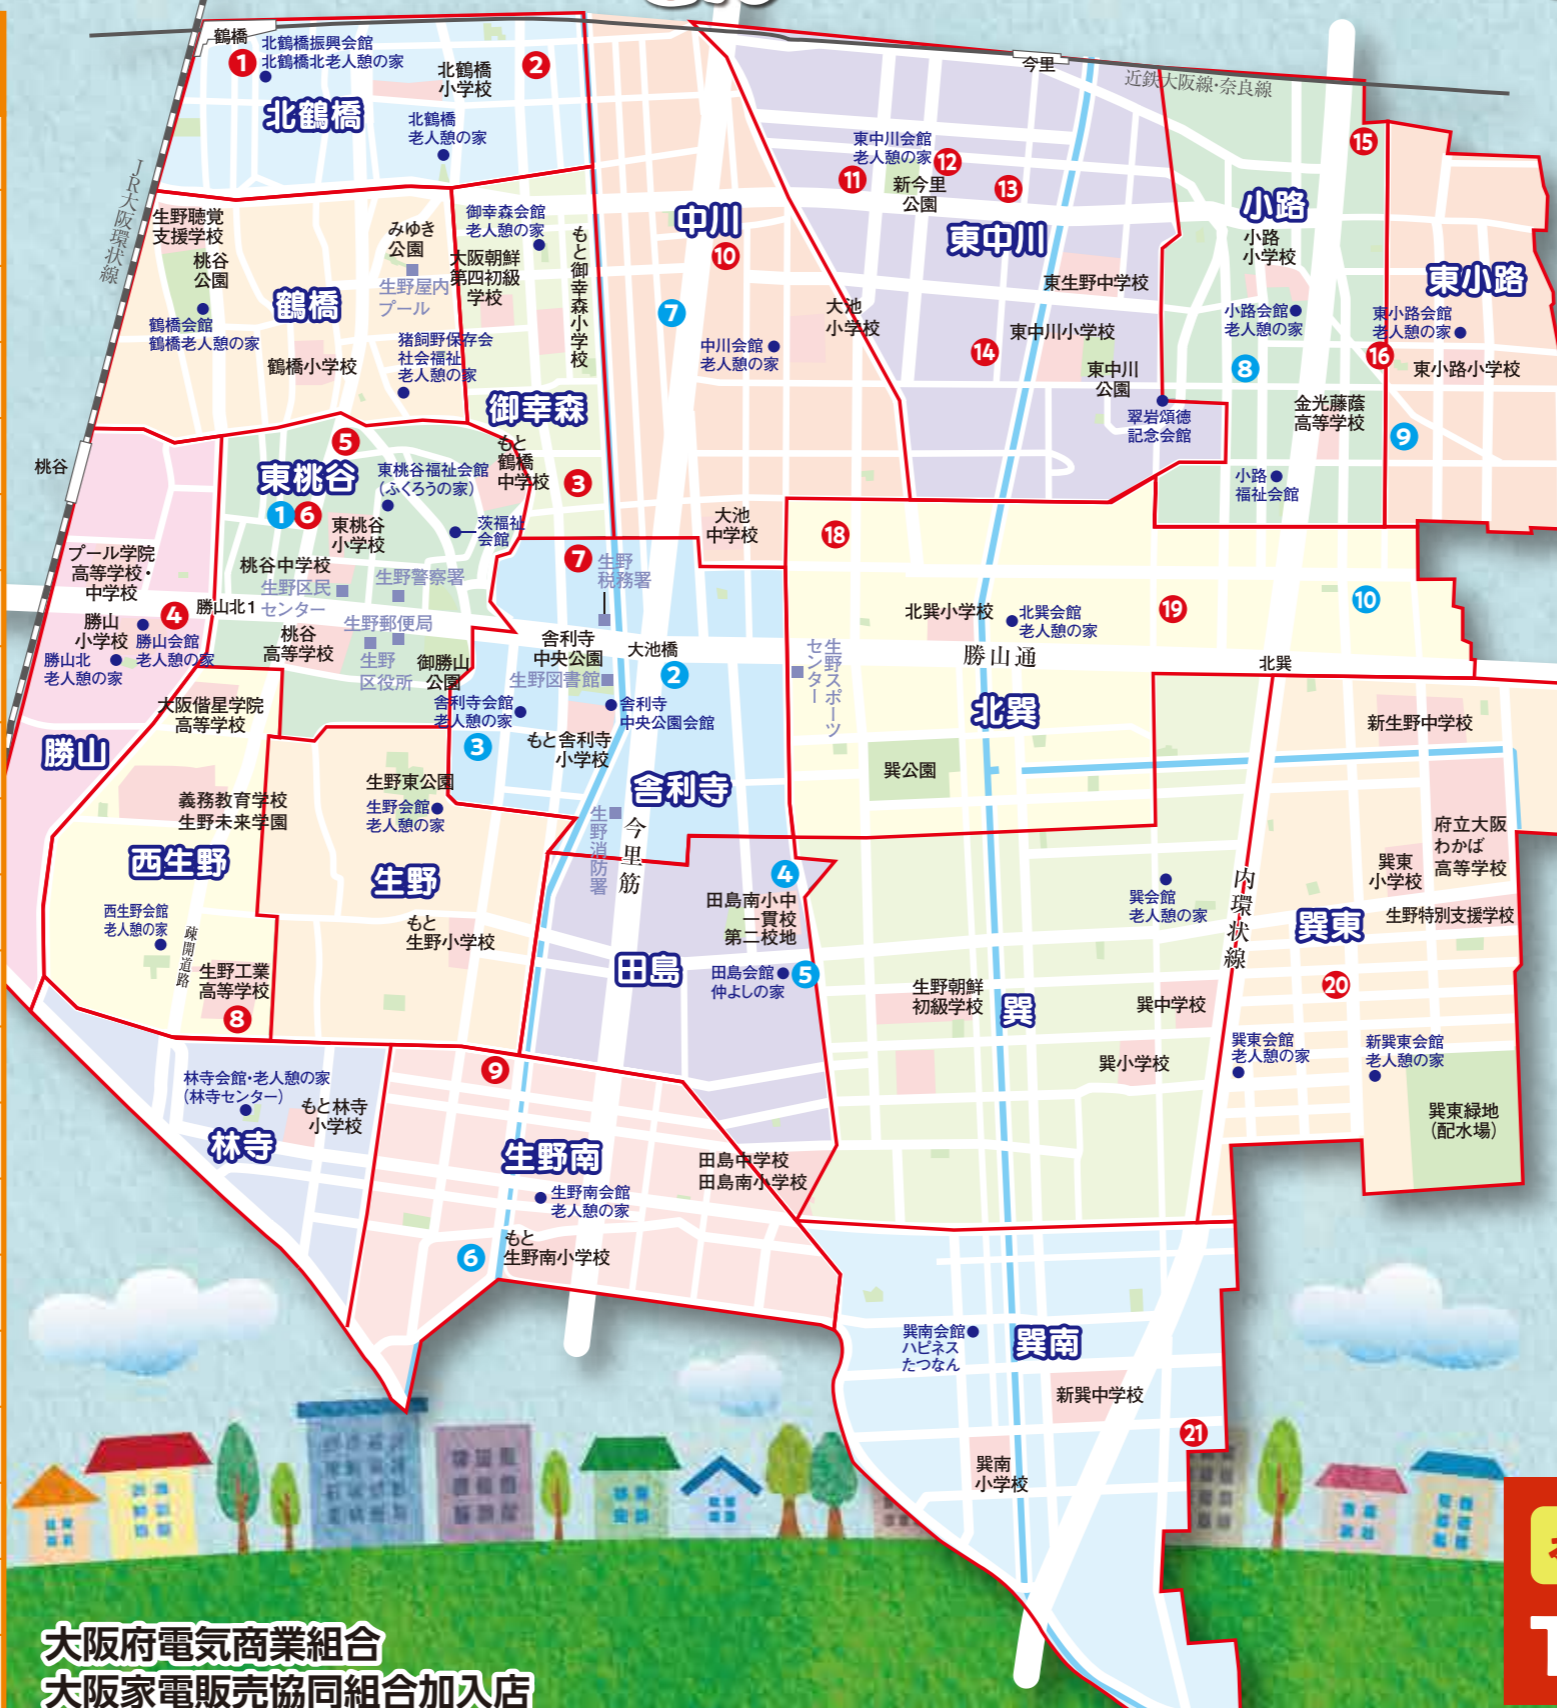 鶴橋
1
北鶴橋振興会館
北鶴橋北老人憩の家
北鶴橋
小学校
2
北鶴橋
北鶴橋
老人憩の家
JR大阪環状線
今里
近鉄大阪線・奈良線
生野聴覚
支援学校
桃谷
公園
鶴橋会館
鶴橋老人憩の家
鶴橋
みゆき
公園
生野屋内
プール
鶴橋小学校
猪飼野保存会
社会福祉
老人憩の家
御幸森会館
老人憩の家
大阪朝鮮
第四初級
学校
もと御幸森小学校
御幸森
もと
鶴橋
中学校
3
中川
10
7
中川会館
老人憩の家
大池
小学校
大池
中学校
東中川会館
老人憩の家
12
11
新今里
公園
13
東中川
東生野中学校
東中川小学校
14
東中川
公園
翠岩頌徳
記念会館
15
小路
小路
小学校
小路会館
老人憩の家
8
金光藤蔭
高等学校
小路
福祉会館
東小路
東小路会館
老人憩の家
16
東小路小学校
9
桃谷
5
東桃谷
1
6
東桃谷福祉会館
(ふくろうの家)
東桃谷
小学校
茨福祉
会館
桃谷中学校
生野区民
センター
生野警察署
勝山北1
生野郵便局
桃谷
高等学校
生野
区役所
御勝山
公園
プール学院
高等学校・
中学校
4
勝山
小学校
勝山会館
老人憩の家
勝山北
老人憩の家
勝山
7
生野
税務署
舎利寺
中央公園
大池橋
生野図書館
2
舎利寺会館
老人憩の家
舎利寺
中央公園会館
3
もと舎利寺
小学校
舎利寺
生野消防署
今里筋
18
北巽小学校
北巽会館
老人憩の家
19
10
勝山通
北巽
生野スポーツ
センター
北巽
巽公園
新生野中学校
大阪偕星学院
高等学校
義務教育学校
生野未来学園
西生野
西生野会館
老人憩の家
疎開道路
生野工業
高等学校
8
生野東公園
生野会館
老人憩の家
生野
もと
生野小学校
4
田島南小中
一貫校
第二校地
田島
田島会館
仲よしの家
5
巽会館
老人憩の家
内環状線
生野朝鮮
初級学校
巽
巽中学校
巽小学校
府立大阪
わかば
高等学校
巽東
小学校
生野特別支援学校
巽東
20
巽東会館
老人憩の家
新巽東会館
老人憩の家
巽東緑地
(配水場)
林寺会館・老人憩の家
(林寺センター)
もと林寺
小学校
林寺
9
生野南
生野南会館
老人憩の家
田島中学校
田島南小学校
6
もと
生野南小学校
巽南会館
ハピネス
たつなん
巽南
新巽中学校
21
巽南
小学校
大阪府電気商業組合
大阪家電販売協同組合加入店